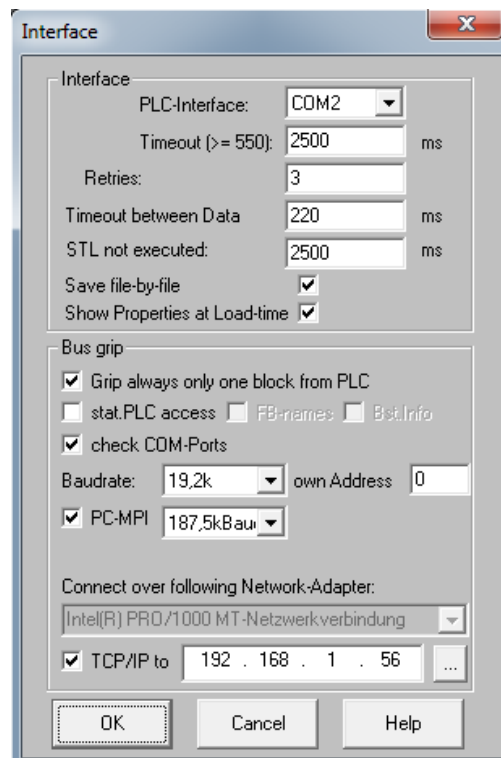 Interface
Interface
PLC-Interface: COM2
Timeout (>= 550): 2500 ms
Retries: 3
Timeout between Data 220 ms
STL not executed: 2500 ms
Save file-by-file
Show Properties at Load-time
Bus grip
Grip always only one block from PLC
stat.PLC access FB-names Bst.Info
check COM-Ports
Baudrate: 19,2k own Address 0
PC-MPI 187,5kBau
Connect over following Network-Adapter:
Intel(R) PRO/1000 MT-Netzwerkverbindung
TCP/IP to 192 . 168 . 1 . 56 ...
OK Cancel Help